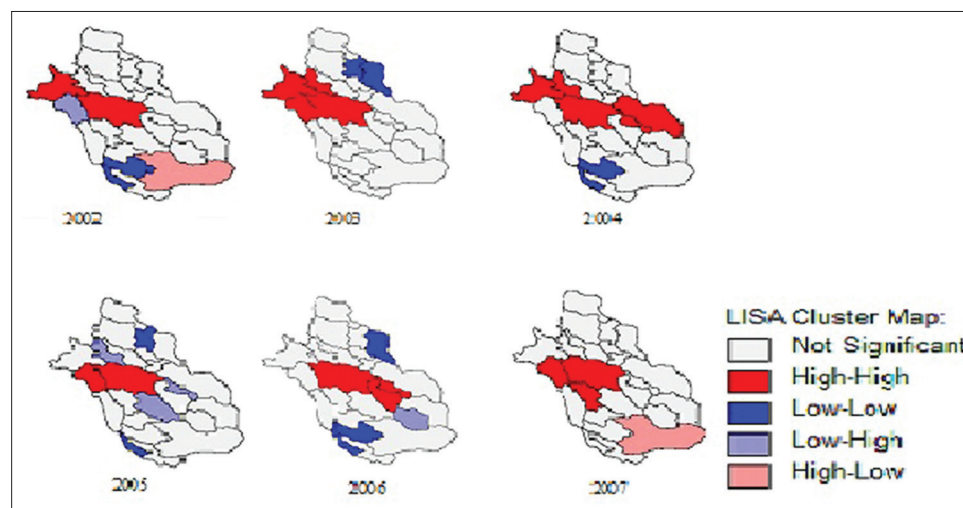 2002
2003
2004
2005
2006
2007
LISA Cluster Map:
Not Significant
High-High
Low-Low
Low-High
High-Low